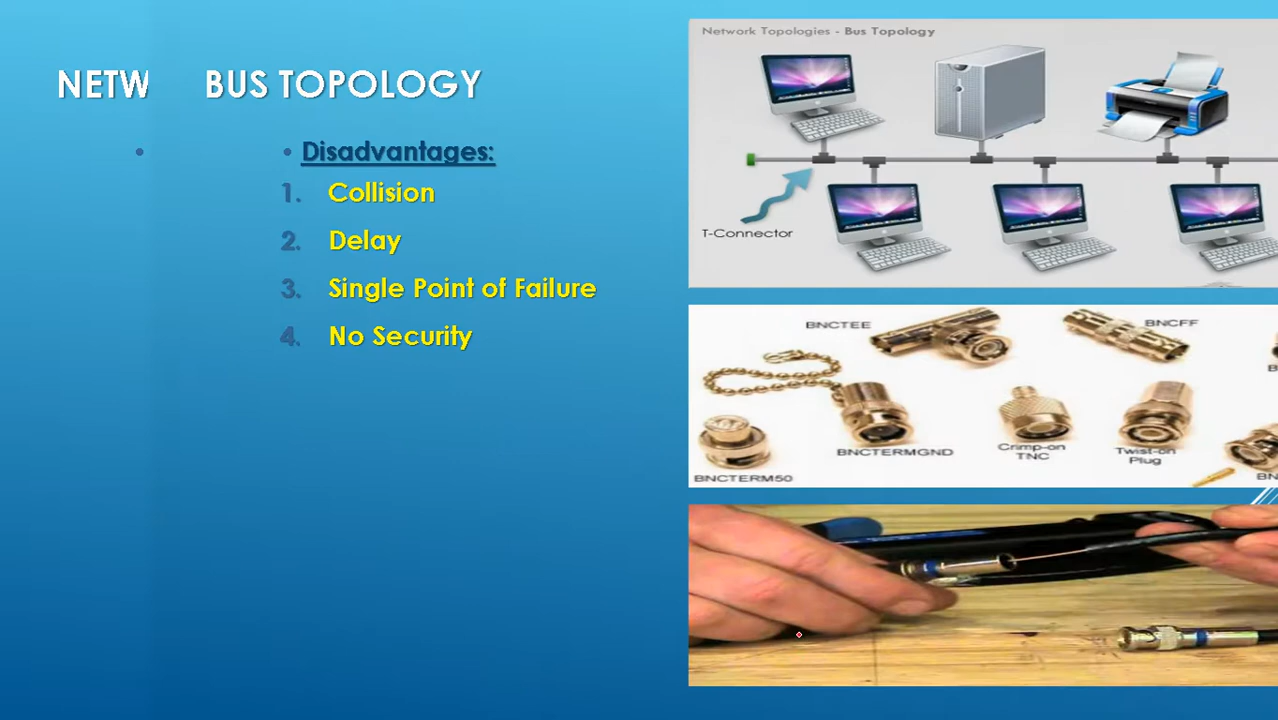 NETW BUS TOPOLOGY
• Disadvantages:
1. Collision
2. Delay
3. Single Point of Failure
4. No Security
Network Topologies - Bus Topology
T-Connector
BNCTEE
BNCFF
BNCTERMGND
Crimp-on
TNC
Twist-on
Plug
BNCTERM50
BN